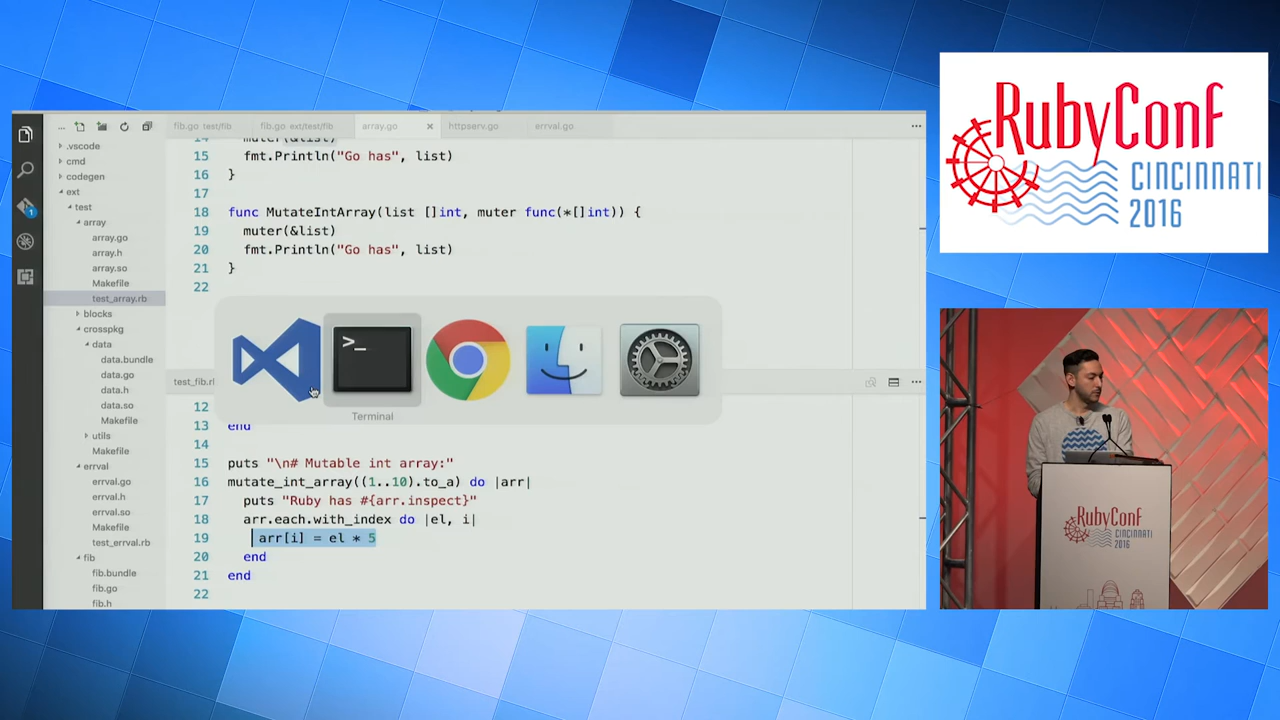 fib.go test/fib
fib.go ext/test/fib
array.go
httpserv.go
errval.go
.vscode
cmd
codegen
ext
test
array
array.go
array.h
array.so
Makefile
test_array.rb
blocks
crosspkg
data
data.bundle
data.go
data.h
data.so
Makefile
utils
Makefile
errval
errval.go
errval.h
errval.so
Makefile
test_errval.rb
fib
fib.bundle
fib.go
fib.h
14 muter(&list)
15 fmt.Println("Go has", list)
16 }
17
18 func MutateIntArray(list []int, muter func(*[]int)) {
19 muter(&list)
20 fmt.Println("Go has", list)
21 }
22
>_
Terminal
12
13 end
14
15 puts "\n# Mutable int array:"
16 mutate_int_array((1..10).to_a) do |arr|
17 puts "Ruby has #{arr.inspect}"
18 arr.each.with_index do |el, i|
19 arr[i] = el * 5
20 end
21 end
22
1
RubyConf
CINCINNATI
2016
RubyConf
CINCINNATI
2016